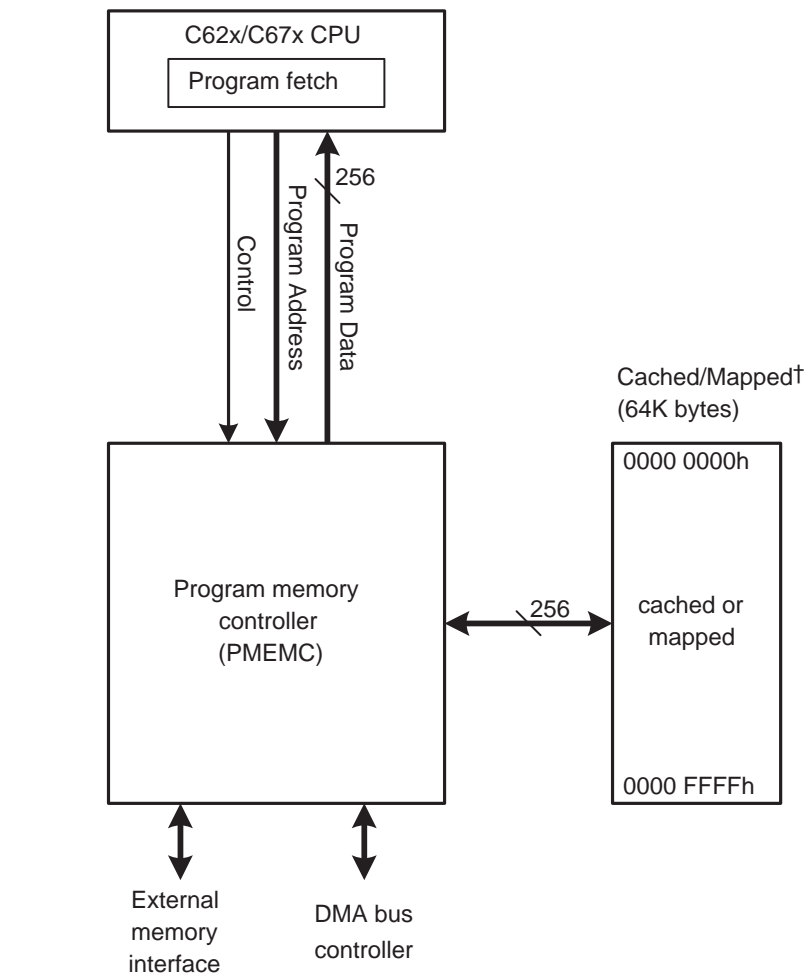 C62x/C67x CPU
Program fetch
256
Control
Program Address
Program Data
Cached/Mapped†
(64K bytes)
0000 0000h
Program memory
controller
(PMEMC)
256
cached or
mapped
0000 FFFFh
External
memory
interface
DMA bus
controller